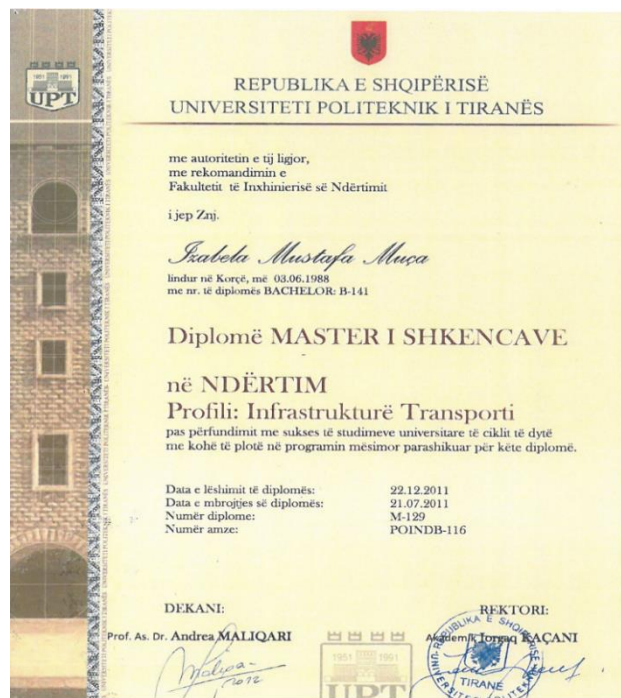 1951 1991
UPT
REPUBLIKA E SHQIPËRISË
UNIVERSITETI POLITEKNIK I TIRANËS
me autoritetin e tij ligjor,
me rekomandimin e
Fakultetit të Inxhinierisë së Ndërtimit
i jep Znj.
Izabela Mustafa Muça
lindur në Korçë, më 03.06.1988
me nr. të diplomës BACHELOR: B-141
Diplomë MASTER I SHKENCAVE
në NDËRTIM
Profili: Infrastrukturë Transporti
pas përfundimit me sukses të studimeve universitare të ciklit të dytë
me kohë të plotë në programin mësimor parashikuar për këte diplomë.
Data e lëshimit të diplomës: 22.12.2011
Data e mbrojtjes së diplomës: 21.07.2011
Numër diplome: M-129
Numër amze: POINDB-116
DEKANI: REKTORI:
Prof. As. Dr. Andrea MALIQARI Akademik Jorgaq KAÇANI
1951 1991
UPT
TIRANË